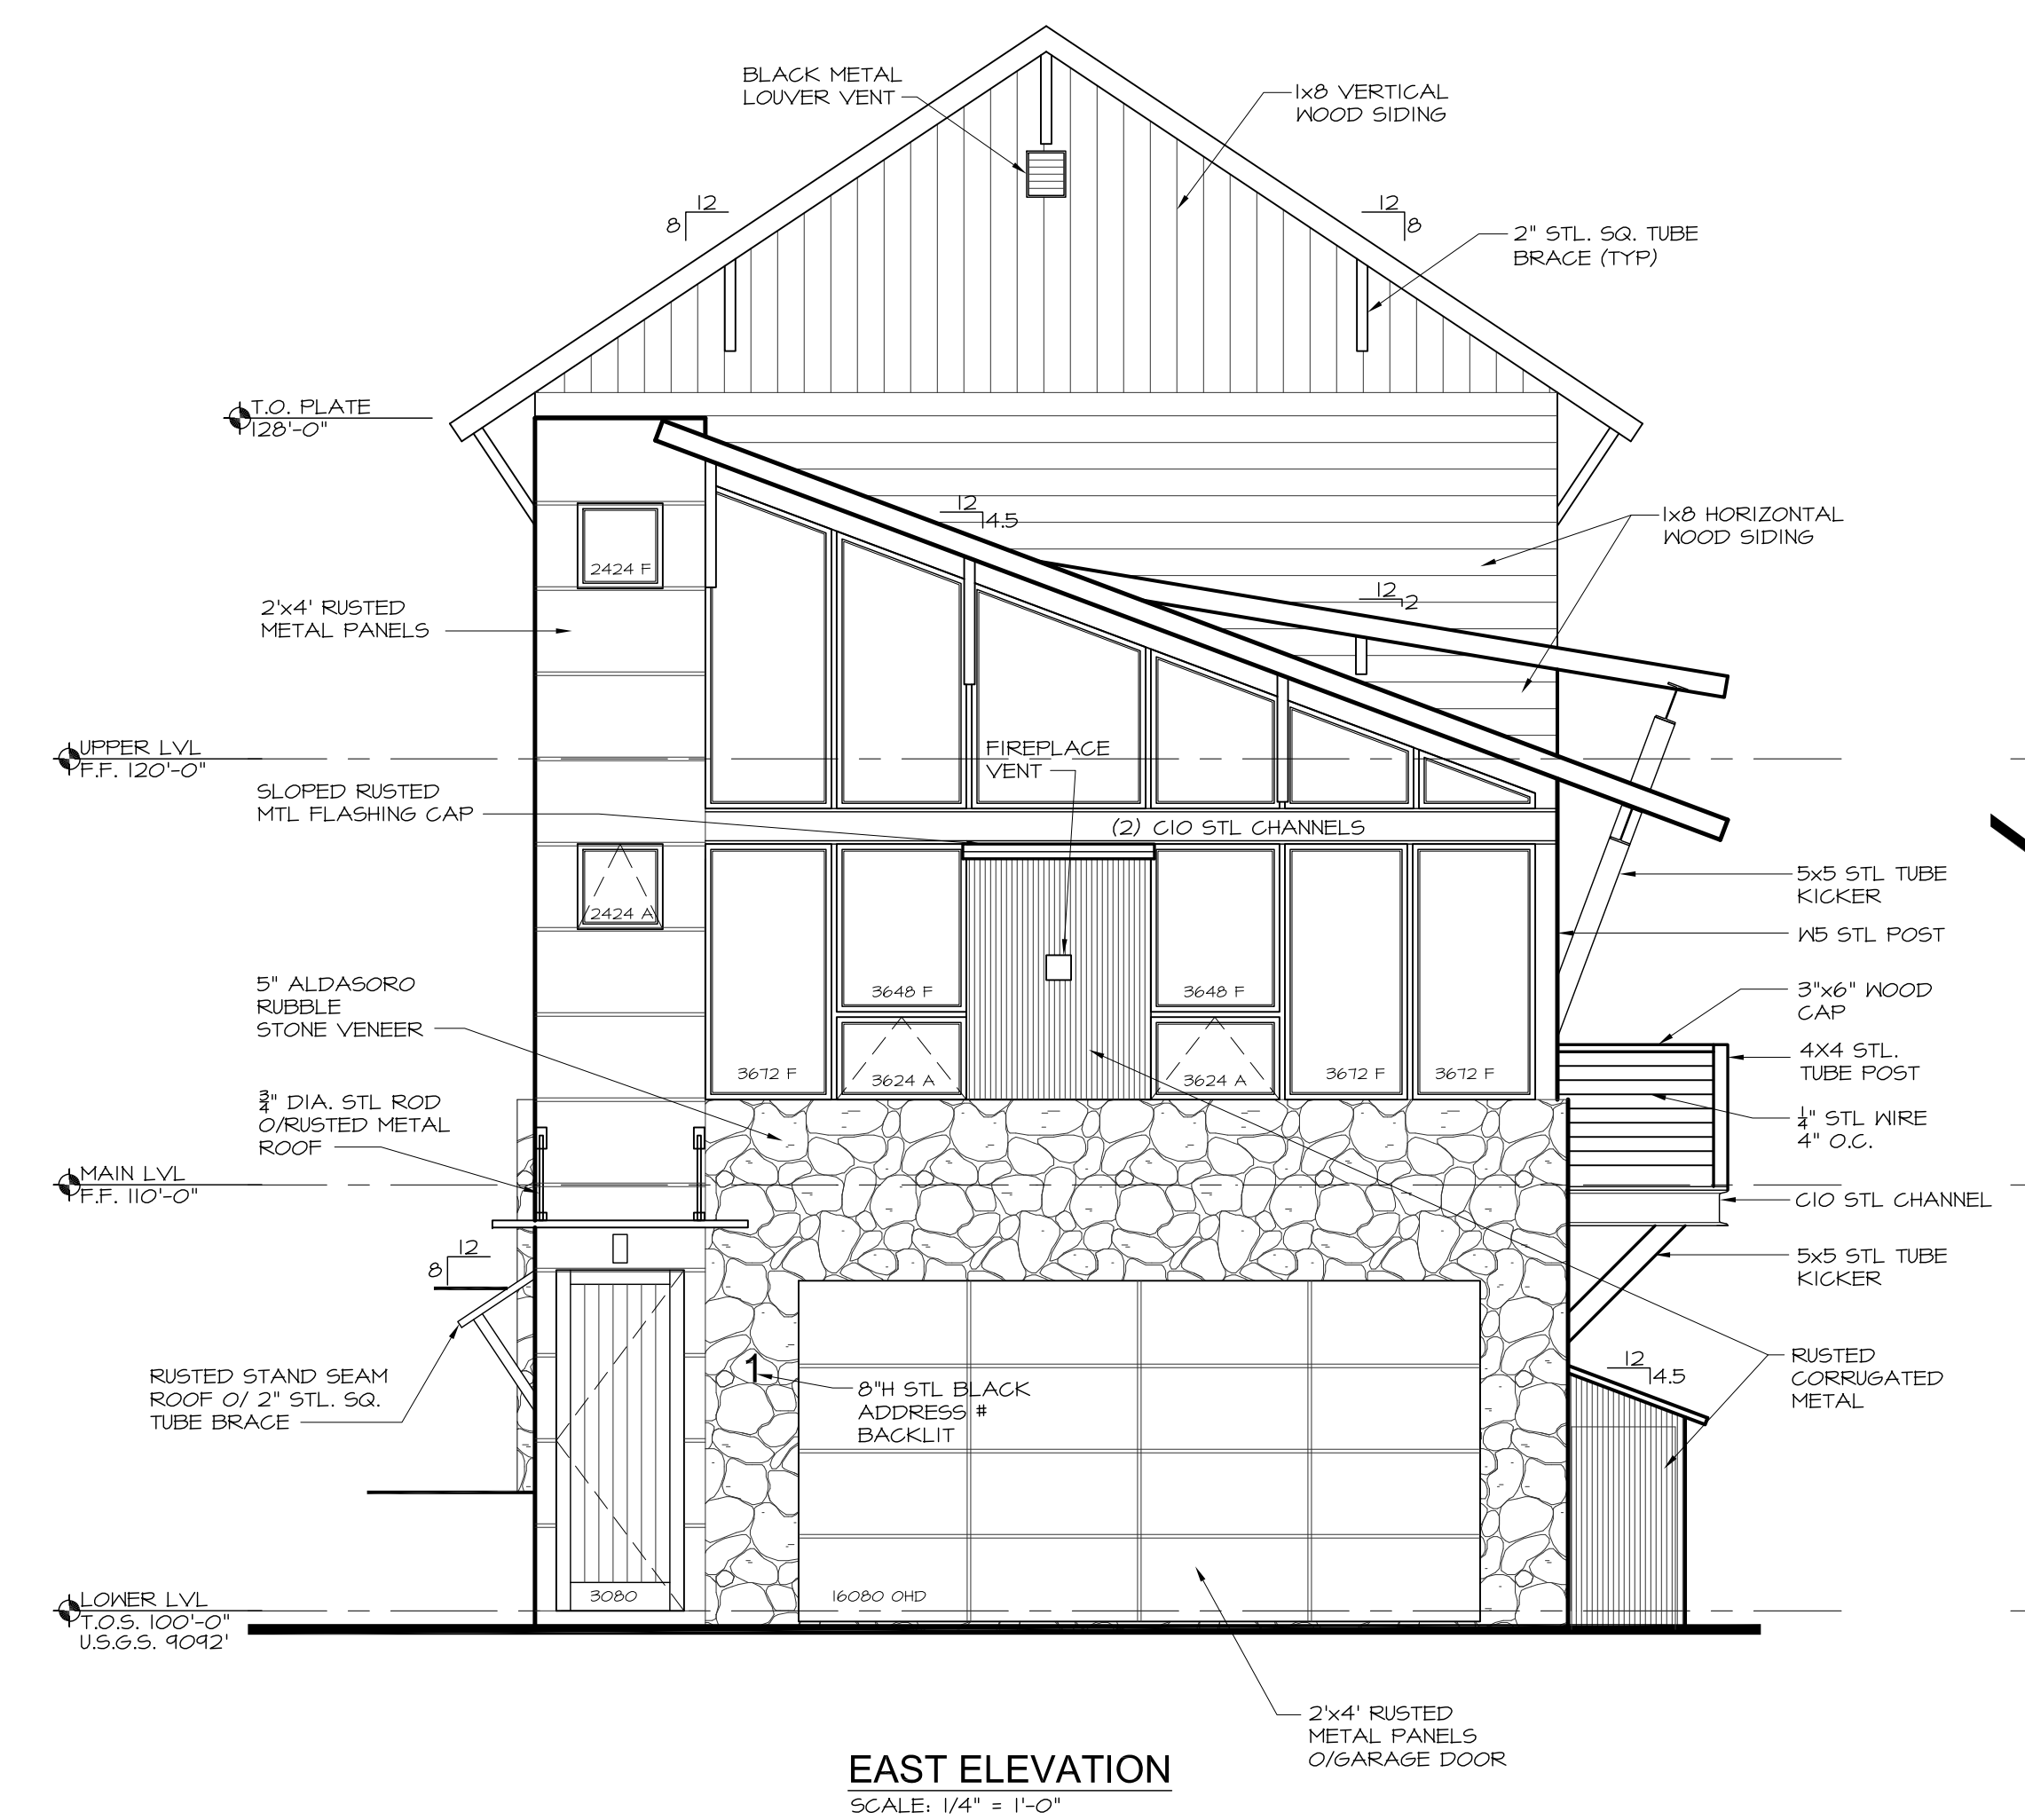 BLACK METAL
LOUVER VENT
1x8 VERTICAL
WOOD SIDING
12
8
12
8
2" STL. SQ. TUBE
BRACE (TYP)
T.O. PLATE
128'-0"
12
4.5
1x8 HORIZONTAL
WOOD SIDING
2424 F
12
2
2'x4' RUSTED
METAL PANELS
UPPER LVL
F.F. 120'-0"
FIREPLACE
VENT
SLOPED RUSTED
MTL FLASHING CAP
(2) C10 STL CHANNELS
5x5 STL TUBE
KICKER
2424 A
W5 STL POST
5" ALDASORO
RUBBLE
STONE VENEER
3648 F
3648 F
3"x6" WOOD
CAP
4X4 STL.
TUBE POST
3672 F
3624 A
3624 A
3672 F
3672 F
3/4" DIA. STL ROD
O/RUSTED METAL
ROOF
1/4" STL WIRE
4" O.C.
MAIN LVL
F.F. 110'-0"
C10 STL CHANNEL
12
8
5x5 STL TUBE
KICKER
RUSTED STAND SEAM
ROOF O/ 2" STL. SQ.
TUBE BRACE
1
8"H STL BLACK
ADDRESS #
BACKLIT
12
4.5
RUSTED
CORRUGATED
METAL
3080
16080 OHD
LOWER LVL
T.O.S. 100'-0"
U.S.G.S. 9092'
2'x4' RUSTED
METAL PANELS
O/GARAGE DOOR
EAST ELEVATION
SCALE: 1/4" = 1'-0"